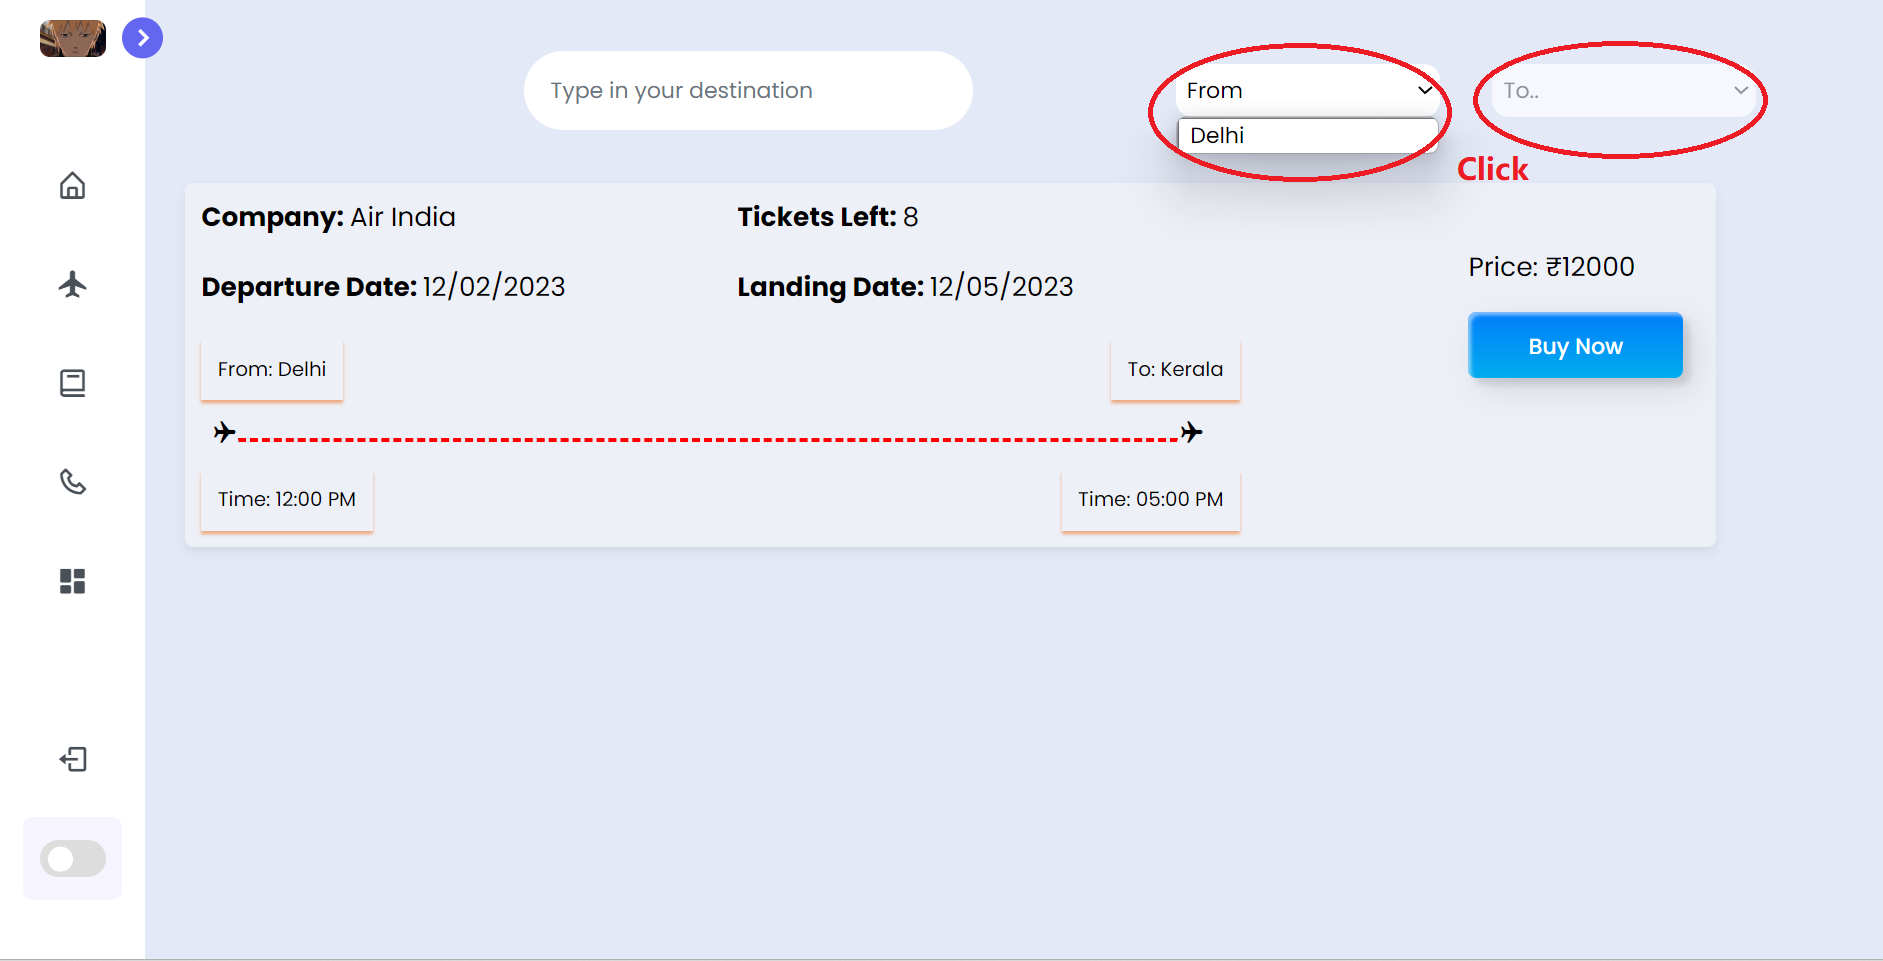 Type in your destination
From
To..
Delhi
Click
Company: Air India
Tickets Left: 8
Departure Date: 12/02/2023
Landing Date: 12/05/2023
Price: ₹12000
Buy Now
From: Delhi
To: Kerala
Time: 12:00 PM
Time: 05:00 PM